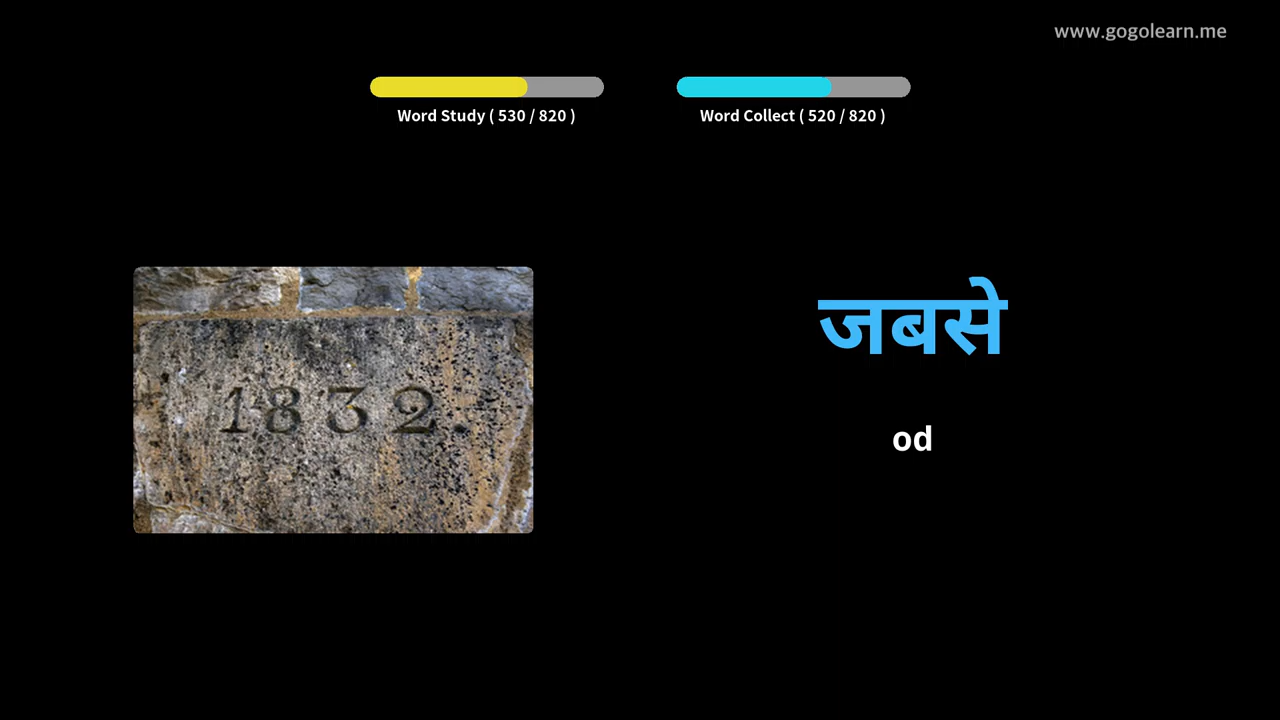 www.gogolearn.me
Word Study ( 530 / 820 )
Word Collect ( 520 / 820 )
1832.
जबसे
od